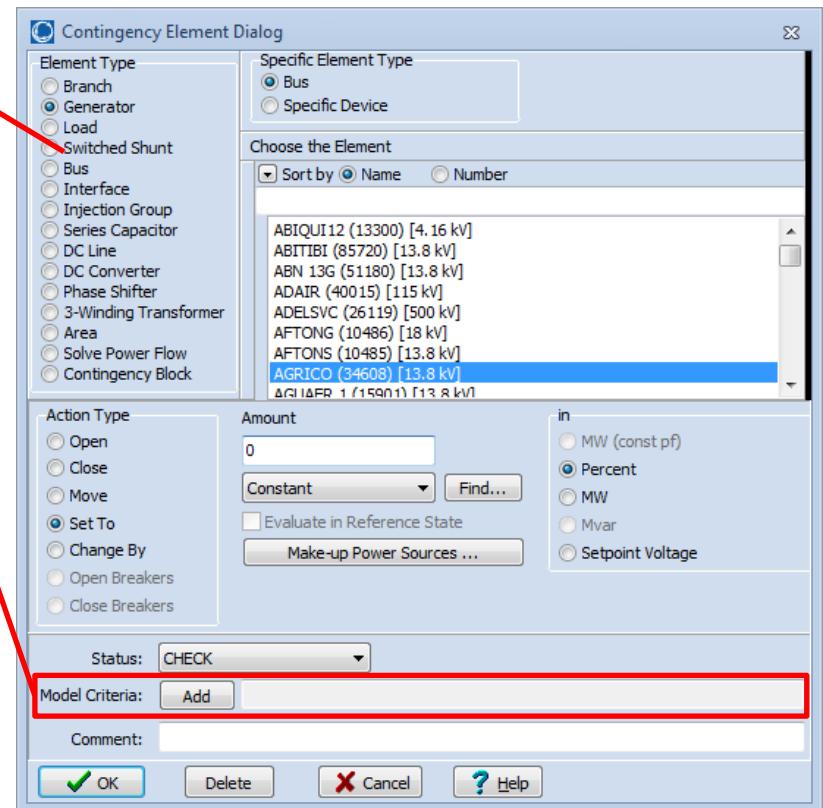 Contingency Element Dialog
Element Type
Branch
Generator
Load
Switched Shunt
Bus
Interface
Injection Group
Series Capacitor
DC Line
DC Converter
Phase Shifter
3-Winding Transformer
Area
Solve Power Flow
Contingency Block
Specific Element Type
Bus
Specific Device
Choose the Element
Sort by Name Number
ABIQUI12 (13300) [4.16 kV]
ABITIBI (85720) [13.8 kV]
ABN 13G (51180) [13.8 kV]
ADAIR (40015) [115 kV]
ADELSVC (26119) [500 kV]
AFTONG (10486) [18 kV]
AFTONS (10485) [13.8 kV]
AGRICO (34608) [13.8 kV]
AGUAFR 1 (15901) [13.8 kV]
Action Type
Open
Close
Move
Set To
Change By
Open Breakers
Close Breakers
Amount
0
Constant Find...
Evaluate in Reference State
Make-up Power Sources ...
in
MW (const pf)
Percent
MW
Mvar
Setpoint Voltage
Status: CHECK
Model Criteria: Add
Comment:
OK Delete Cancel Help